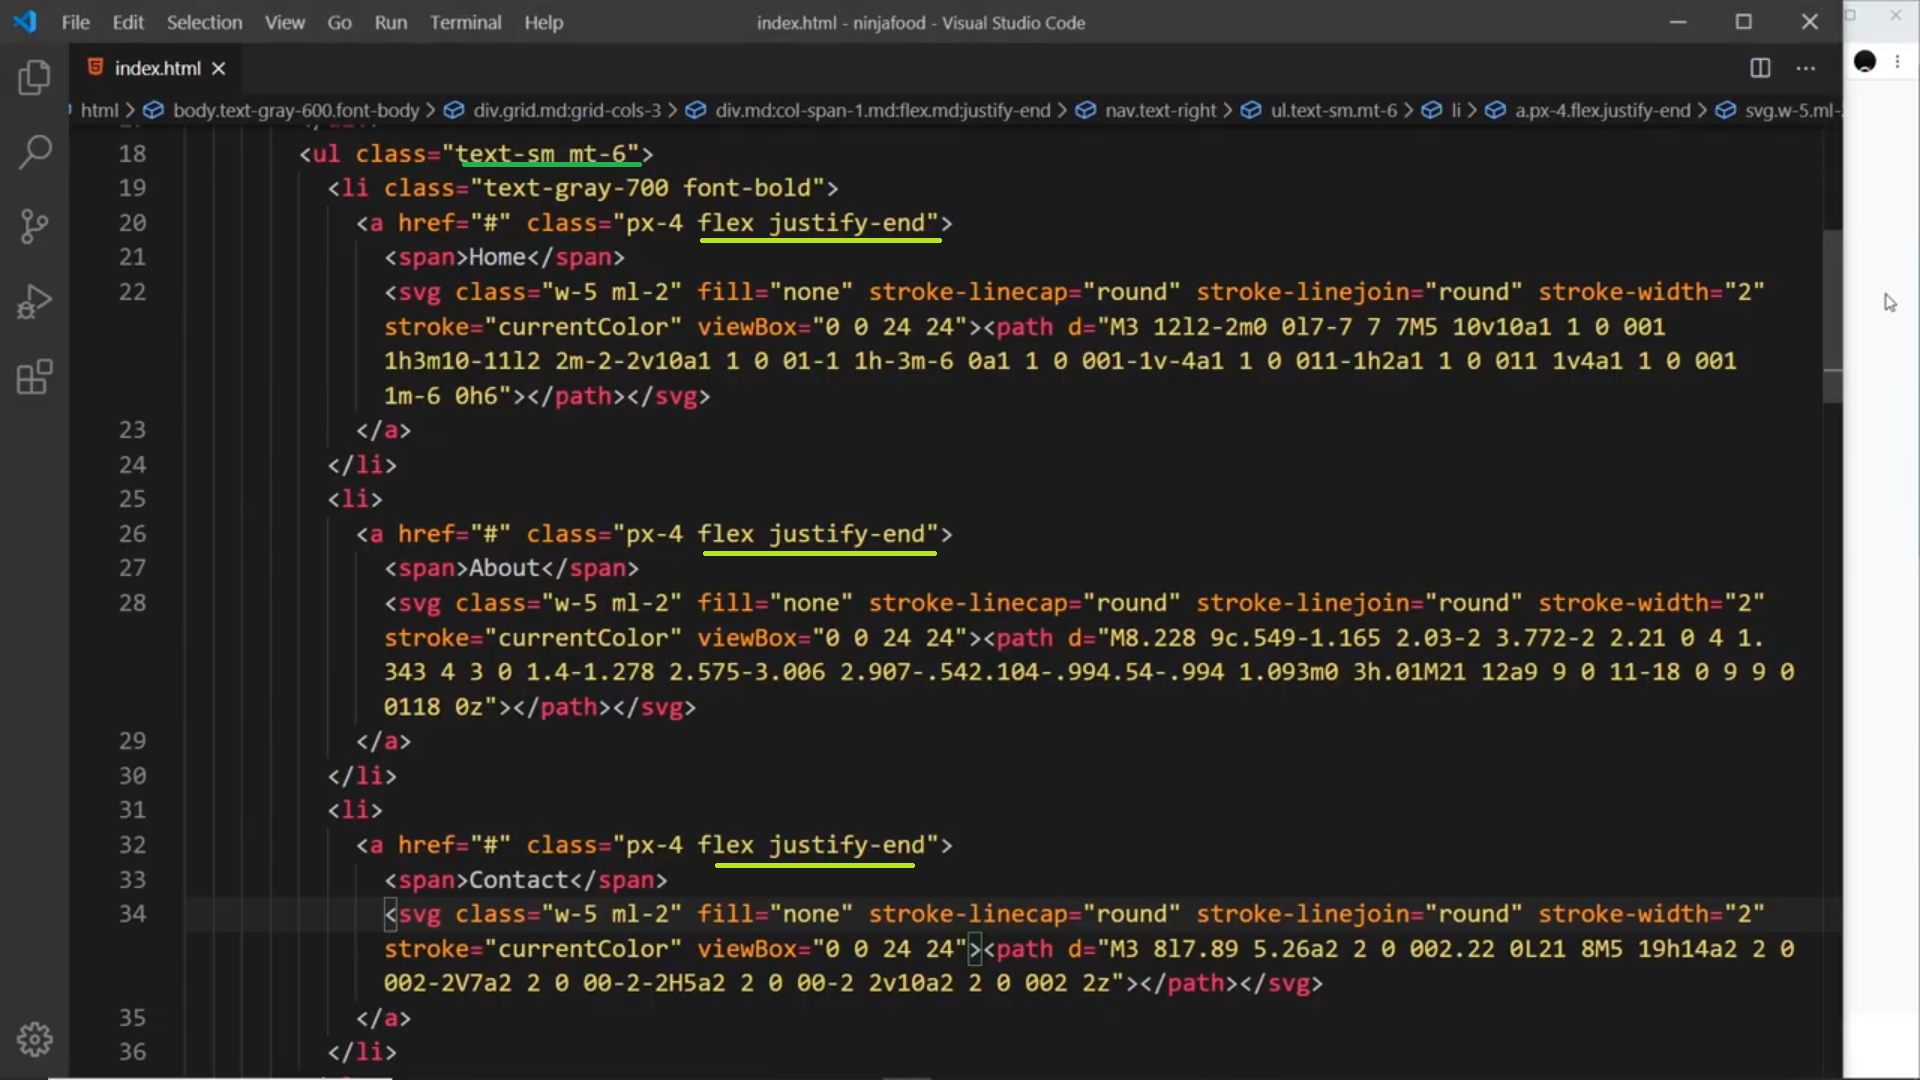 File Edit Selection View Go Run Terminal Help
index.html - ninjafood - Visual Studio Code
index.html
html > body.text-gray-600.font-body > div.grid.md:grid-cols-3 > div.md:col-span-1.md:flex.md:justify-end > nav.text-right > ul.text-sm.mt-6 > li > a.px-4.flex.justify-end > svg.w-5.ml-
18 <ul class="text-sm mt-6">
19 <li class="text-gray-700 font-bold">
20 <a href="#" class="px-4 flex justify-end">
21 <span>Home</span>
22 <svg class="w-5 ml-2" fill="none" stroke-linecap="round" stroke-linejoin="round" stroke-width="2"
stroke="currentColor" viewBox="0 0 24 24"><path d="M3 12l2-2m0 0l7-7 7 7M5 10v10a1 1 0 001
1h3m10-11l2 2m-2-2v10a1 1 0 01-1 1h-3m-6 0a1 1 0 001-1v-4a1 1 0 011-1h2a1 1 0 011 1v4a1 1 0 001
1m-6 0h6"></path></svg>
23 </a>
24 </li>
25 <li>
26 <a href="#" class="px-4 flex justify-end">
27 <span>About</span>
28 <svg class="w-5 ml-2" fill="none" stroke-linecap="round" stroke-linejoin="round" stroke-width="2"
stroke="currentColor" viewBox="0 0 24 24"><path d="M8.228 9c.549-1.165 2.03-2 3.772-2 2.21 0 4 1.
343 4 3 0 1.4-1.278 2.575-3.006 2.907-.542.104-.994.54-.994 1.093m0 3h.01M21 12a9 9 0 11-18 0 9 9 0
0118 0z"></path></svg>
29 </a>
30 </li>
31 <li>
32 <a href="#" class="px-4 flex justify-end">
33 <span>Contact</span>
34 <svg class="w-5 ml-2" fill="none" stroke-linecap="round" stroke-linejoin="round" stroke-width="2"
stroke="currentColor" viewBox="0 0 24 24"><path d="M3 8l7.89 5.26a2 2 0 002.22 0L21 8M5 19h14a2 2 0
002-2V7a2 2 0 00-2-2H5a2 2 0 00-2 2v10a2 2 0 002 2z"></path></svg>
35 </a>
36 </li>